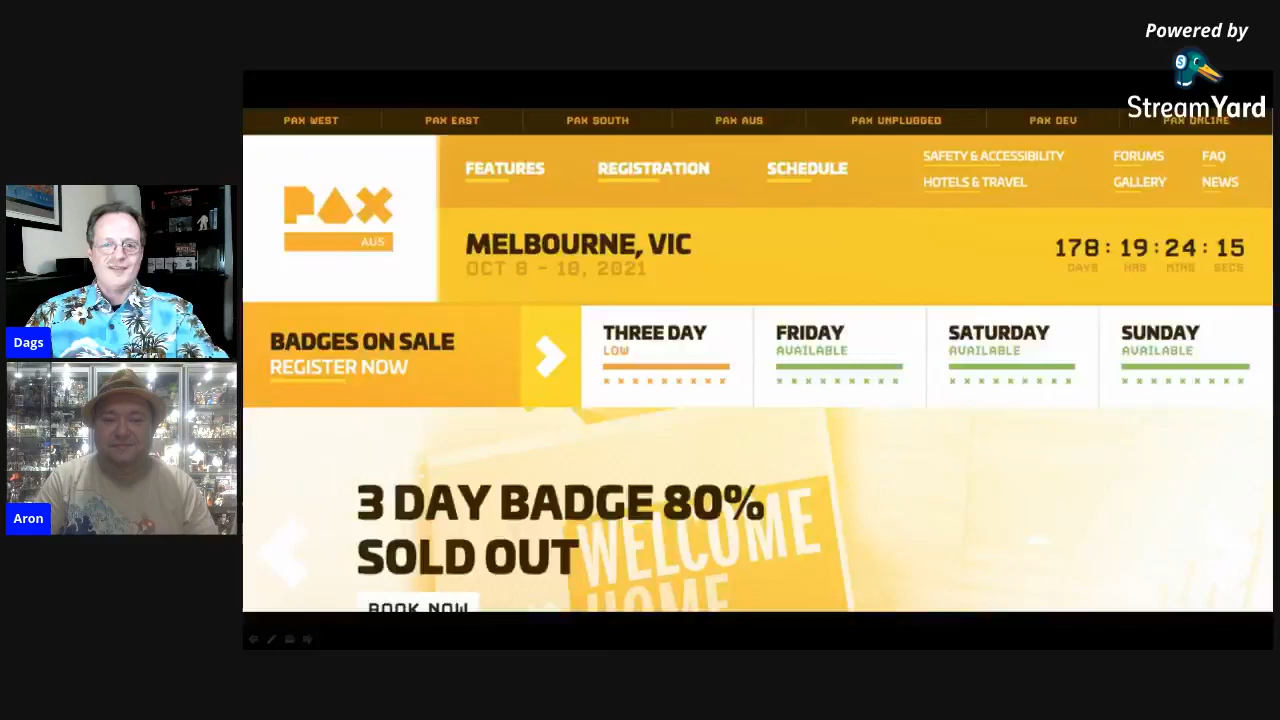 Powered by
StreamYard
PAX WEST PAX EAST PAX SOUTH PAX AUS PAX UNPLUGGED PAX DEV PAX ONLINE
PAX
AUS
FEATURES REGISTRATION SCHEDULE
SAFETY & ACCESSIBILITY FORUMS FAQ
HOTELS & TRAVEL GALLERY NEWS
MELBOURNE, VIC
OCT 8 - 10, 2021
178 : 19 : 24 : 15
DAYS HRS MINS SECS
BADGES ON SALE
REGISTER NOW
THREE DAY
LOW
FRIDAY
AVAILABLE
SATURDAY
AVAILABLE
SUNDAY
AVAILABLE
3 DAY BADGE 80%
SOLD OUT
BOOK NOW
WELCOME
HOME
Dags
Aron